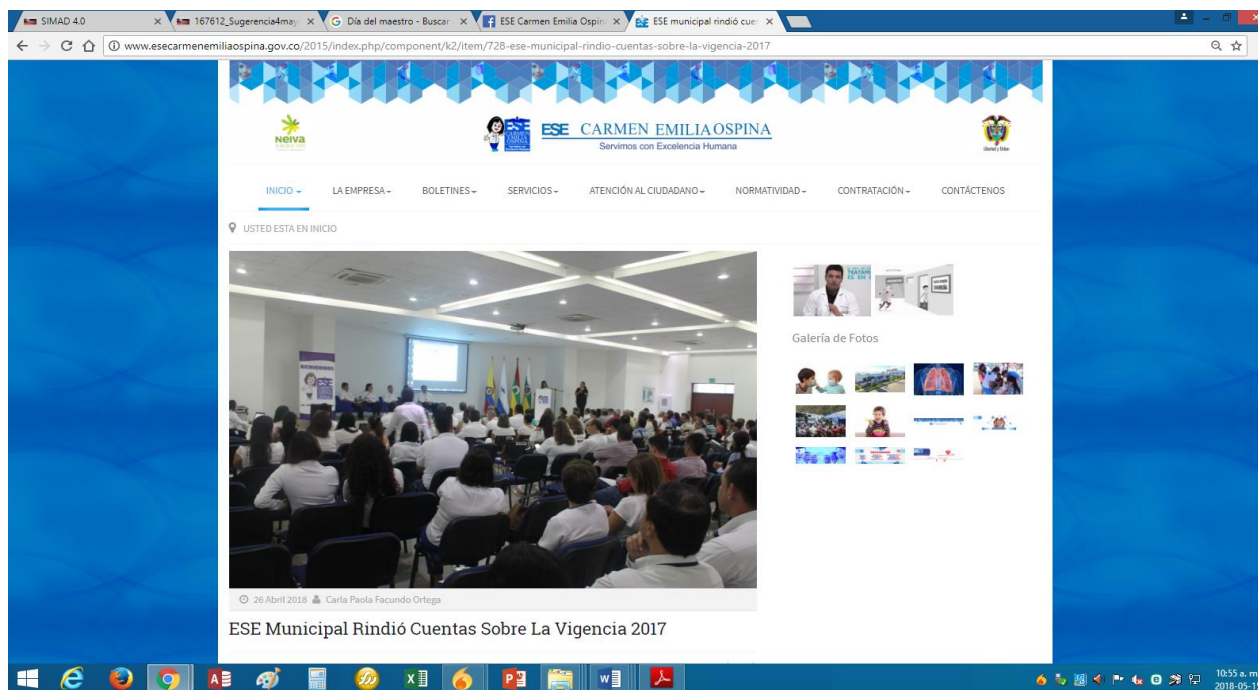 SIMAD 4.0
167612_Sugerencia4may
Día del maestro - Buscar
ESE Carmen Emilia Ospin
ESE municipal rindió cuen
www.esecarmenemiliaospina.gov.co/2015/index.php/component/k2/item/728-ese-municipal-rindio-cuentas-sobre-la-vigencia-2017
Neiva
ESE
ESE CARMEN EMILIA OSPINA
Servimos con Excelencia Humana
INICIO LA EMPRESA BOLETINES SERVICIOS ATENCIÓN AL CIUDADANO NORMATIVIDAD CONTRATACIÓN CONTÁCTENOS
USTED ESTA EN INICIO
BIENVENIDOS
ESE
Galería de Fotos
26 Abril 2018 Carla Paola Facundo Ortega
ESE Municipal Rindió Cuentas Sobre La Vigencia 2017
10:55 a. m.